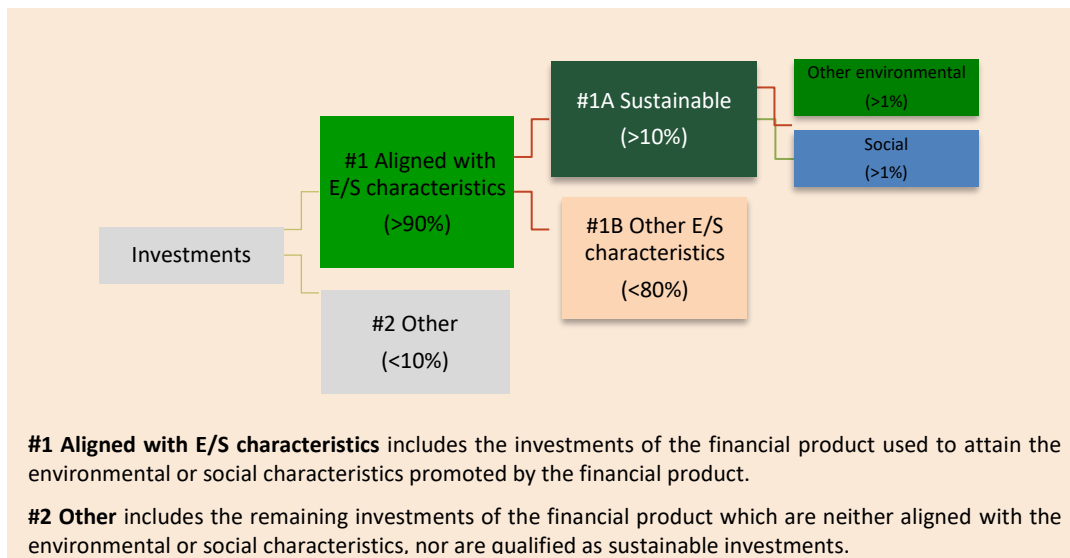 Other environmental
(>1%)
#1A Sustainable
(>10%)
Social
(>1%)
#1 Aligned with
E/S characteristics
(>90%)
#1B Other E/S
characteristics
(<80%)
Investments
#2 Other
(<10%)
#1 Aligned with E/S characteristics includes the investments of the financial product used to attain the
environmental or social characteristics promoted by the financial product.
#2 Other includes the remaining investments of the financial product which are neither aligned with the
environmental or social characteristics, nor are qualified as sustainable investments.